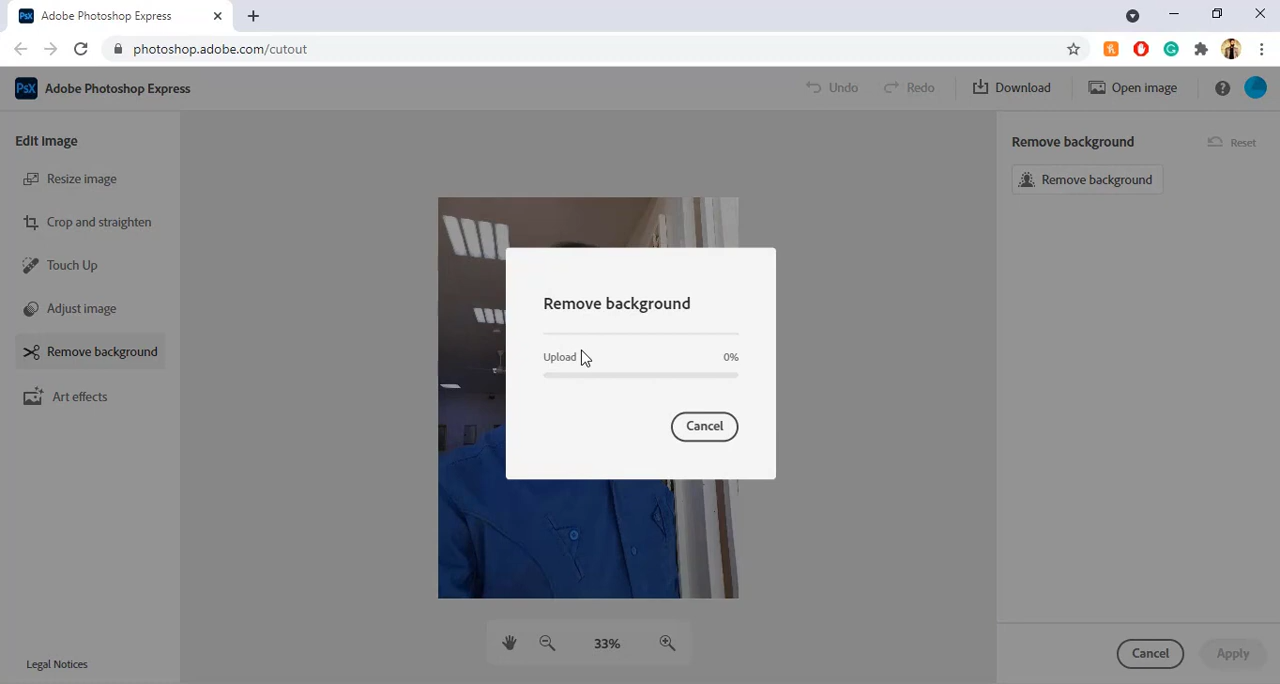 PsX Adobe Photoshop Express
photoshop.adobe.com/cutout
PsX Adobe Photoshop Express
Undo
Redo
Download
Open image
?
Edit image
Resize image
Crop and straighten
Touch Up
Adjust image
Remove background
Art effects
Legal Notices
Remove background
Upload 0%
Cancel
33%
Remove background
Reset
Remove background
Cancel
Apply